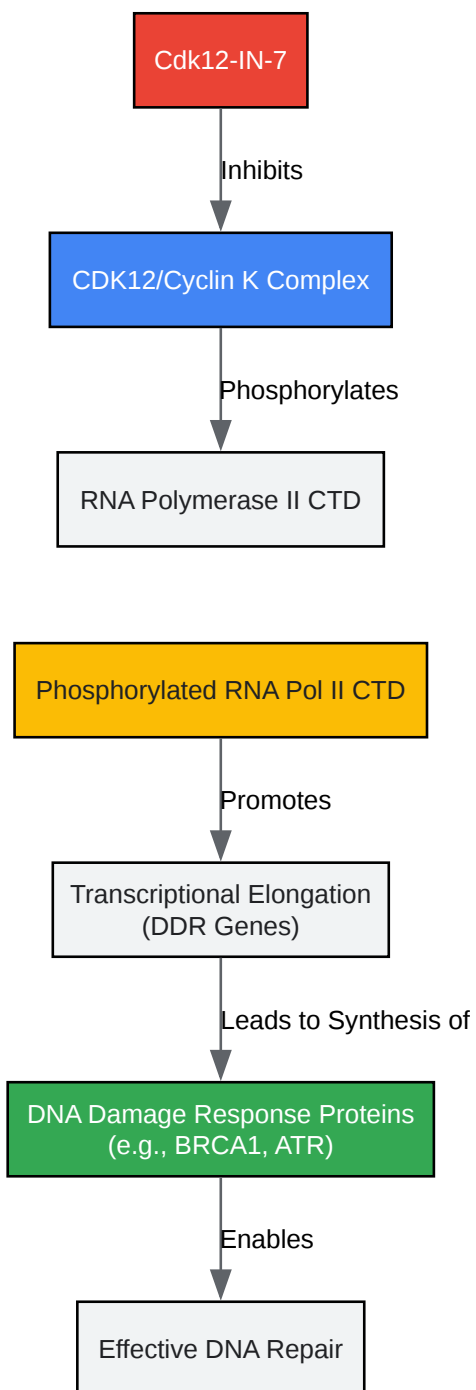 Cdk12-IN-7
Inhibits
CDK12/Cyclin K Complex
Phosphorylates
RNA Polymerase II CTD
Phosphorylated RNA Pol II CTD
Promotes
Transcriptional Elongation
(DDR Genes)
Leads to Synthesis of
DNA Damage Response Proteins
(e.g., BRCA1, ATR)
Enables
Effective DNA Repair